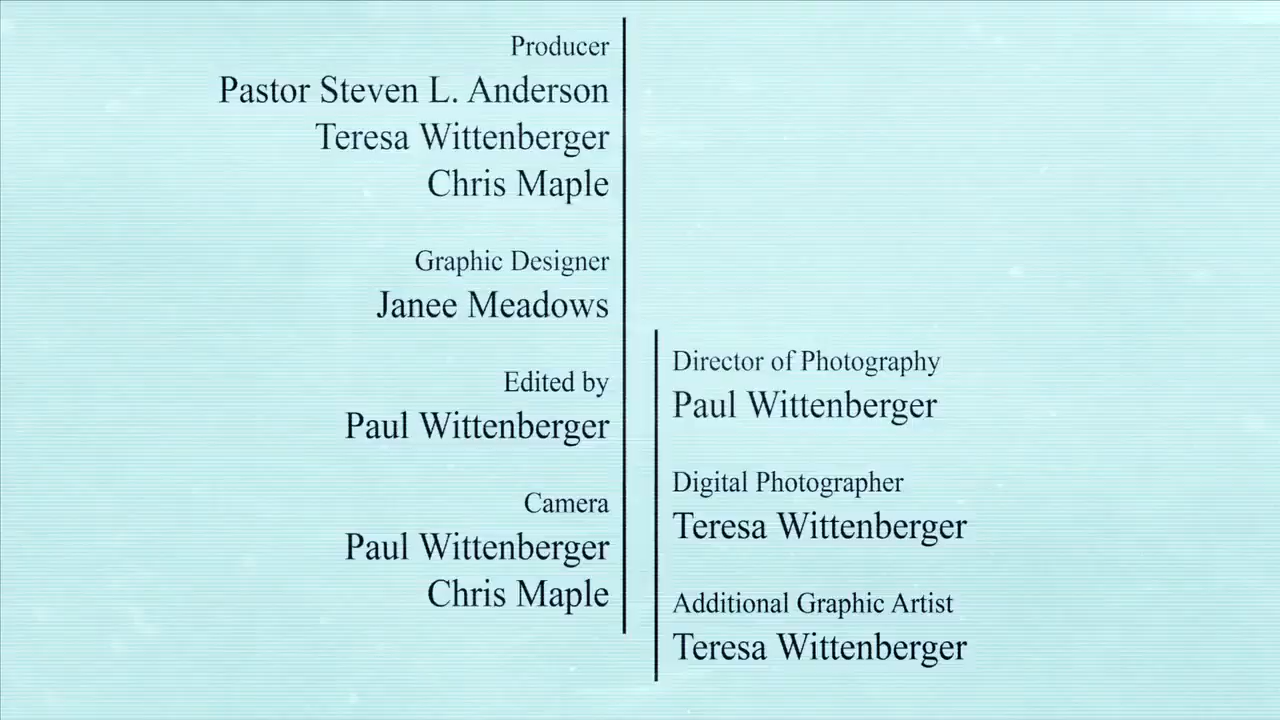 Producer
Pastor Steven L. Anderson
Teresa Wittenberger
Chris Maple
Graphic Designer
Janee Meadows
Edited by
Paul Wittenberger
Camera
Paul Wittenberger
Chris Maple
Director of Photography
Paul Wittenberger
Digital Photographer
Teresa Wittenberger
Additional Graphic Artist
Teresa Wittenberger